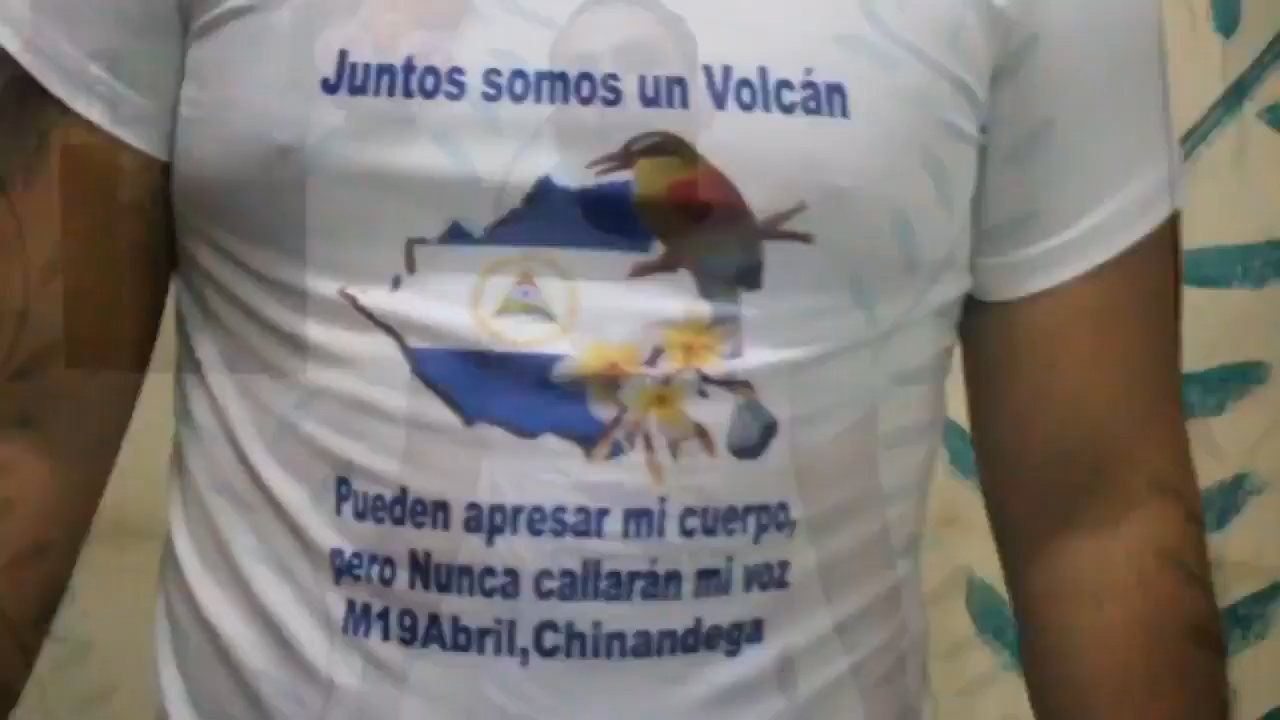 Juntos somos un Volcán
Pueden apresar mi cuerpo,
pero Nunca callarán mi voz
M19Abril,Chinandega